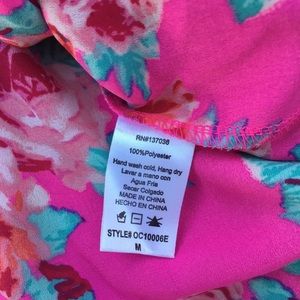 RN#137036
100%Polyester
Hand wash cold, Hang dry
Lavar a mano con
Agua Fria
Secar Colgado
MADE IN CHINA
HECHO EN CHINA
STYLE# OC10006E
M